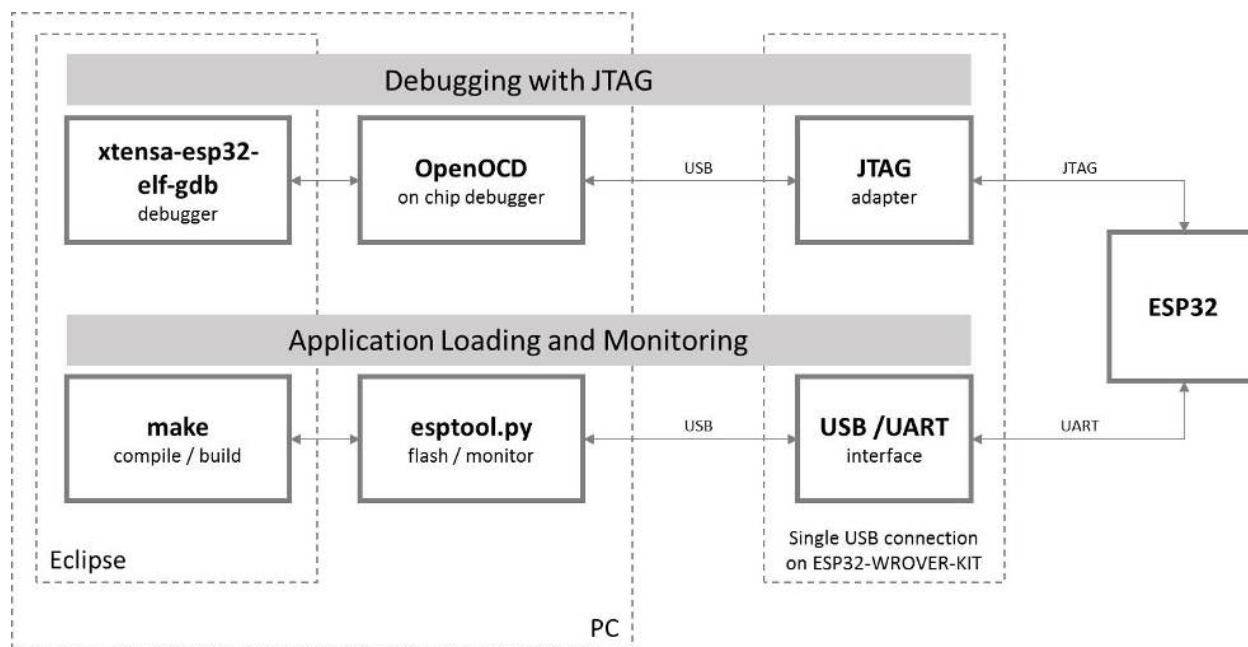 Debugging with JTAG
xtensa-esp32-
elf-gdb
debugger
OpenOCD
on chip debugger
USB
JTAG
adapter
JTAG
ESP32
Application Loading and Monitoring
make
compile / build
esptool.py
flash / monitor
USB
USB /UART
interface
UART
Eclipse
Single USB connection
on ESP32-WROVER-KIT
PC